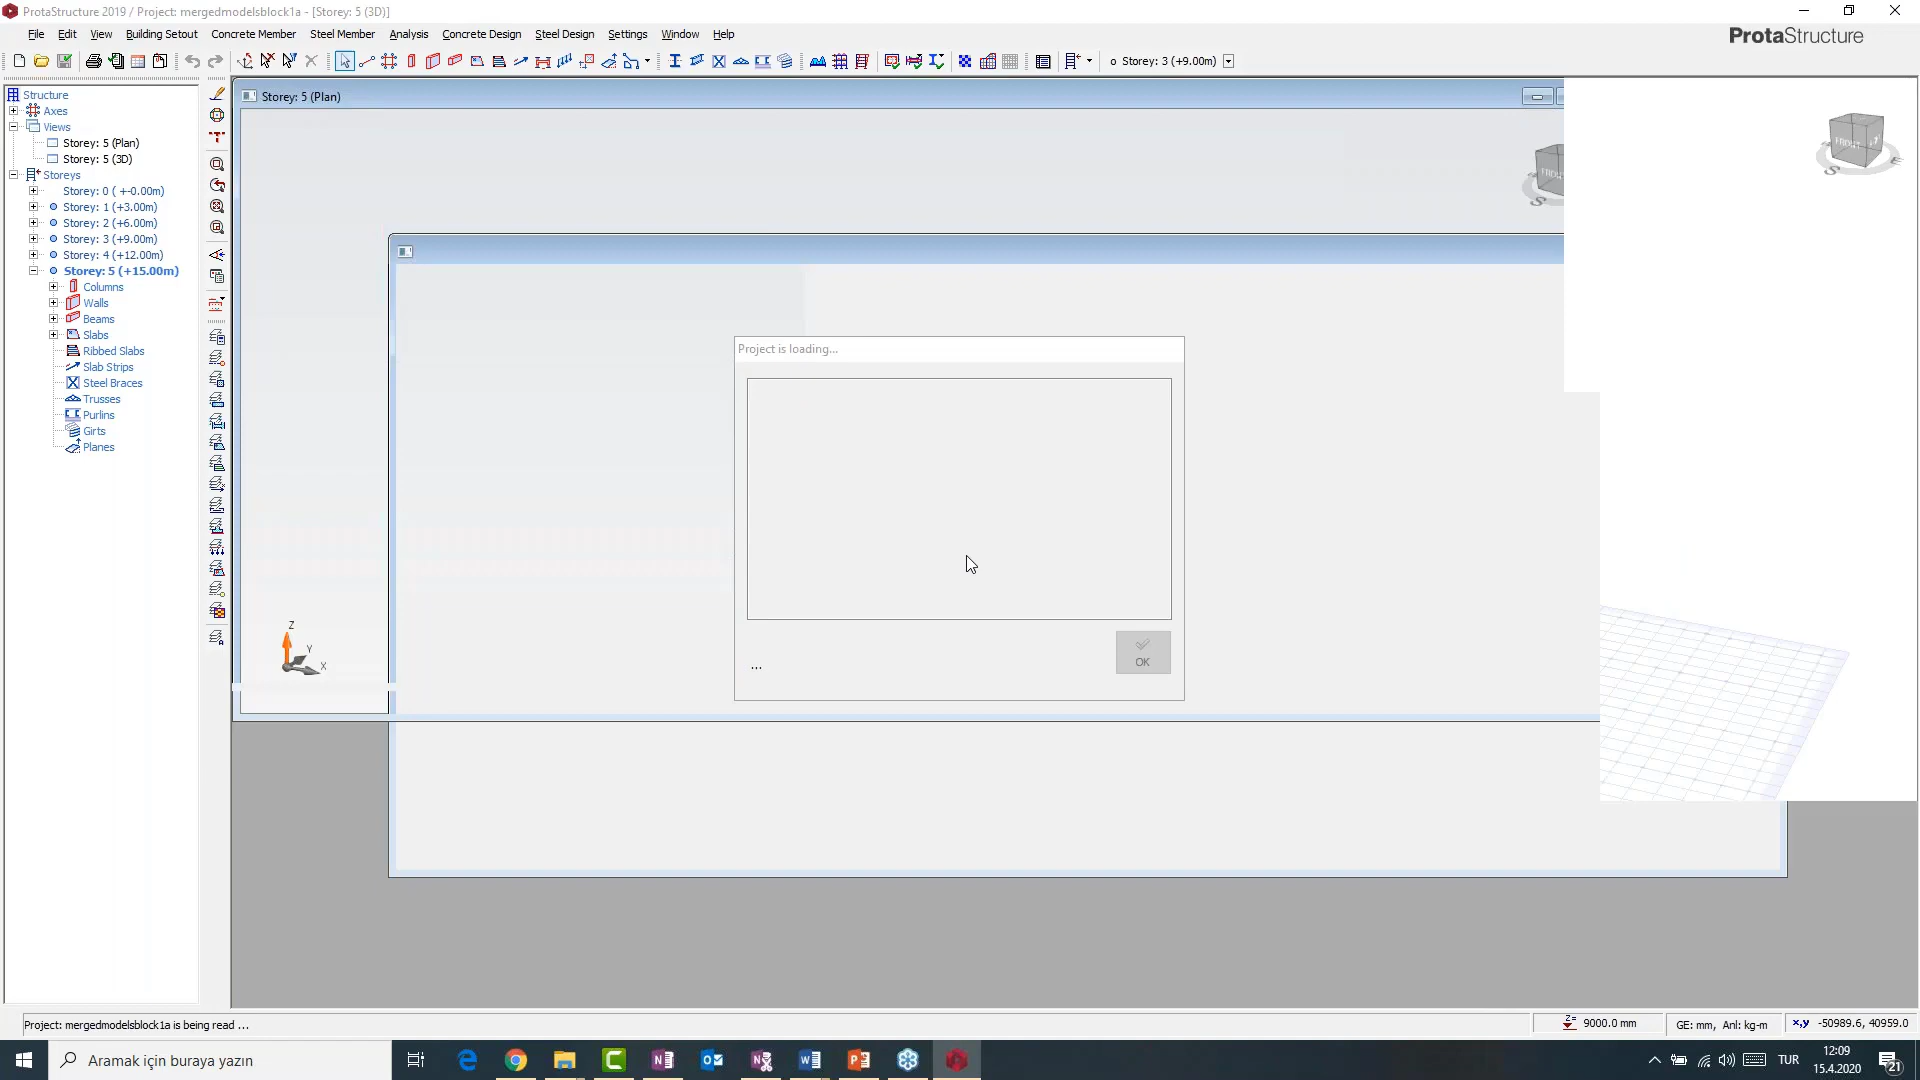 ProtaStructure 2019 / Project: mergedmodelsblock1a - [Storey: 5 (3D)]
File Edit View Building Setout Concrete Member Steel Member Analysis Concrete Design Steel Design Settings Window Help
ProtaStructure
Storey: 3 (+9.00m)
Structure
Axes
Views
Storey: 5 (Plan)
Storey: 5 (3D)
Storeys
Storey: 0 ( +-0.00m)
Storey: 1 (+3.00m)
Storey: 2 (+6.00m)
Storey: 3 (+9.00m)
Storey: 4 (+12.00m)
Storey: 5 (+15.00m)
Columns
Walls
Beams
Slabs
Ribbed Slabs
Slab Strips
Steel Braces
Trusses
Purlins
Girts
Planes
Storey: 5 (Plan)
FRONT
S
FRONT
S
E
Project is loading...
...
OK
Z
Y
X
Project: mergedmodelsblock1a is being read ...
Z= 9000.0 mm
GE: mm, Anl: kg-m
x,y -50989.6, 40959.0
Aramak için buraya yazın
TUR
12:09
15.4.2020
21